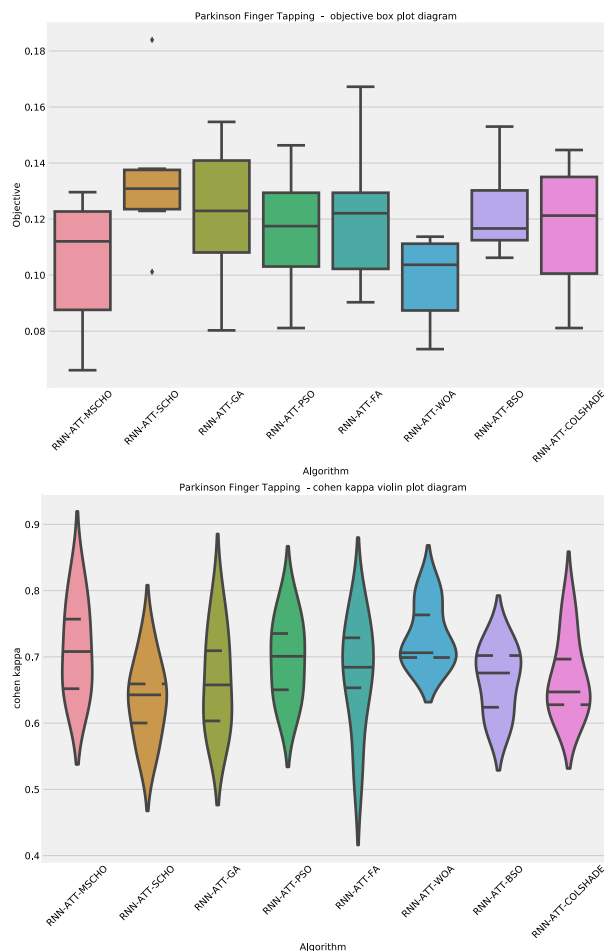 Parkinson Finger Tapping - objective box plot diagram
0.18
0.16
0.14
0.12
0.10
0.08
Objective
RNN-ATT-MSCHO
RNN-ATT-SCHO
RNN-ATT-GA
RNN-ATT-PSO
RNN-ATT-FA
RNN-ATT-WOA
RNN-ATT-BSO
RNN-ATT-COLSHADE
Algorithm
Parkinson Finger Tapping - cohen kappa violin plot diagram
0.9
0.8
0.7
0.6
0.5
0.4
cohen kappa
RNN-ATT-MSCHO
RNN-ATT-SCHO
RNN-ATT-GA
RNN-ATT-PSO
RNN-ATT-FA
RNN-ATT-WOA
RNN-ATT-BSO
RNN-ATT-COLSHADE
Algorithm